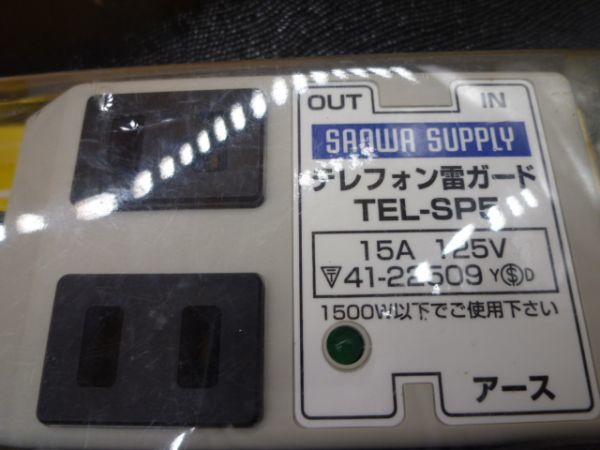 OUT IN
SANWA SUPPLY
テレフォン雷ガード
TEL-SP5
15A 125V
41-22509 Y S D
1500W以下でご使用下さい
アース